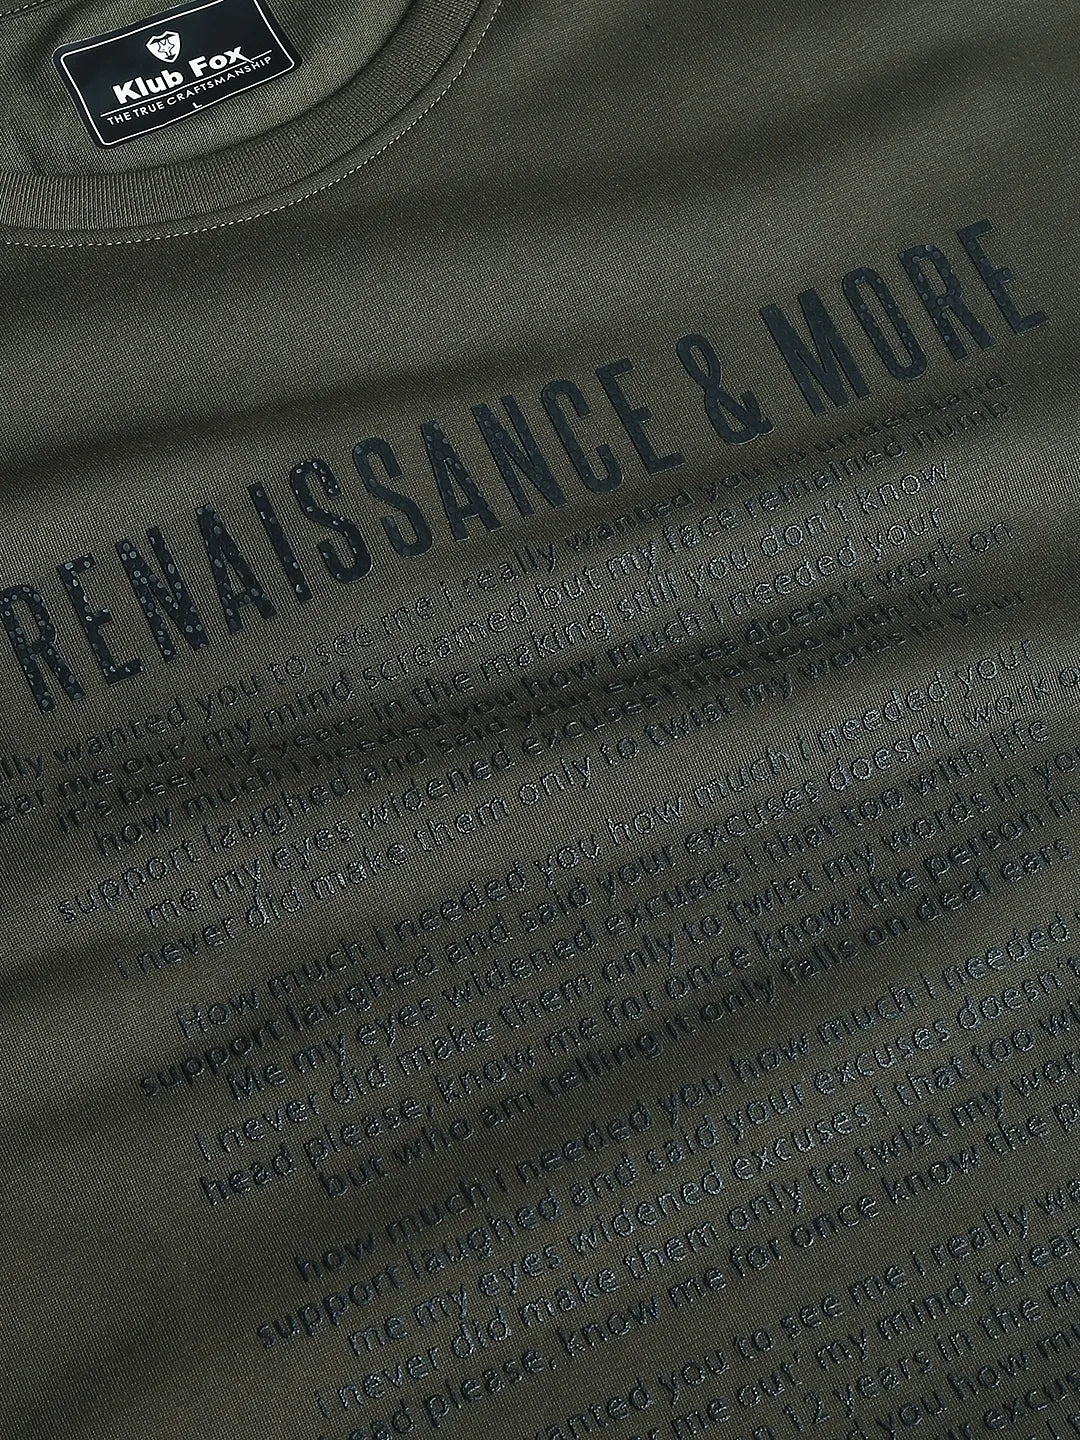 Klub Fox
THE TRUE CRAFTSMANSHIP
L
RENAISSANCE & MORE
wanted you to see me i really wanted you to understand
me out' my mind screamed but my face remained numb
it's been 12 years in the making still you don't know
how much i needed you how much i needed your
support laughed and said your excuses doesn't work on
me my eyes widened excuses i that too with life
i never did make them only to twist my words in your
How much i needed you how much i needed your
support laughed and said your excuses doesn't work
Me my eyes widened excuses i that too with life
i never did make them only to twist my words in
head please, know me for once know the person in
but who am telling it only falls on deaf ears
how much i needed you how much i needed
support laughed and said your excuses doesn't
me my eyes widened excuses i that too
i never did make them only to twist my
please, know me for once know the
you to see me i really
me out' my mind
12 years in the
you how